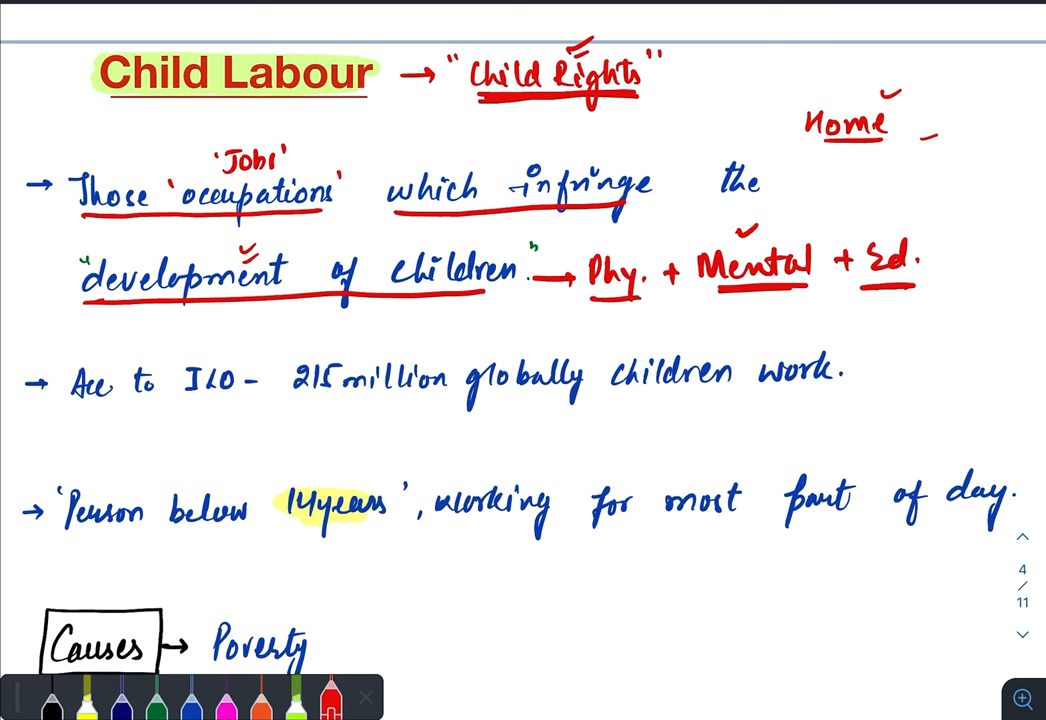 Child Labour → "Child Rights"
Home
'Jobs'
→ Those 'occupations' which infringe the
"development of children." → Phy. + Mental + Ed.
→ Acc to ILO - 215 million globally children work.
→ 'Person below 14 years', working for most part of day.
4
/
11
Causes → Poverty